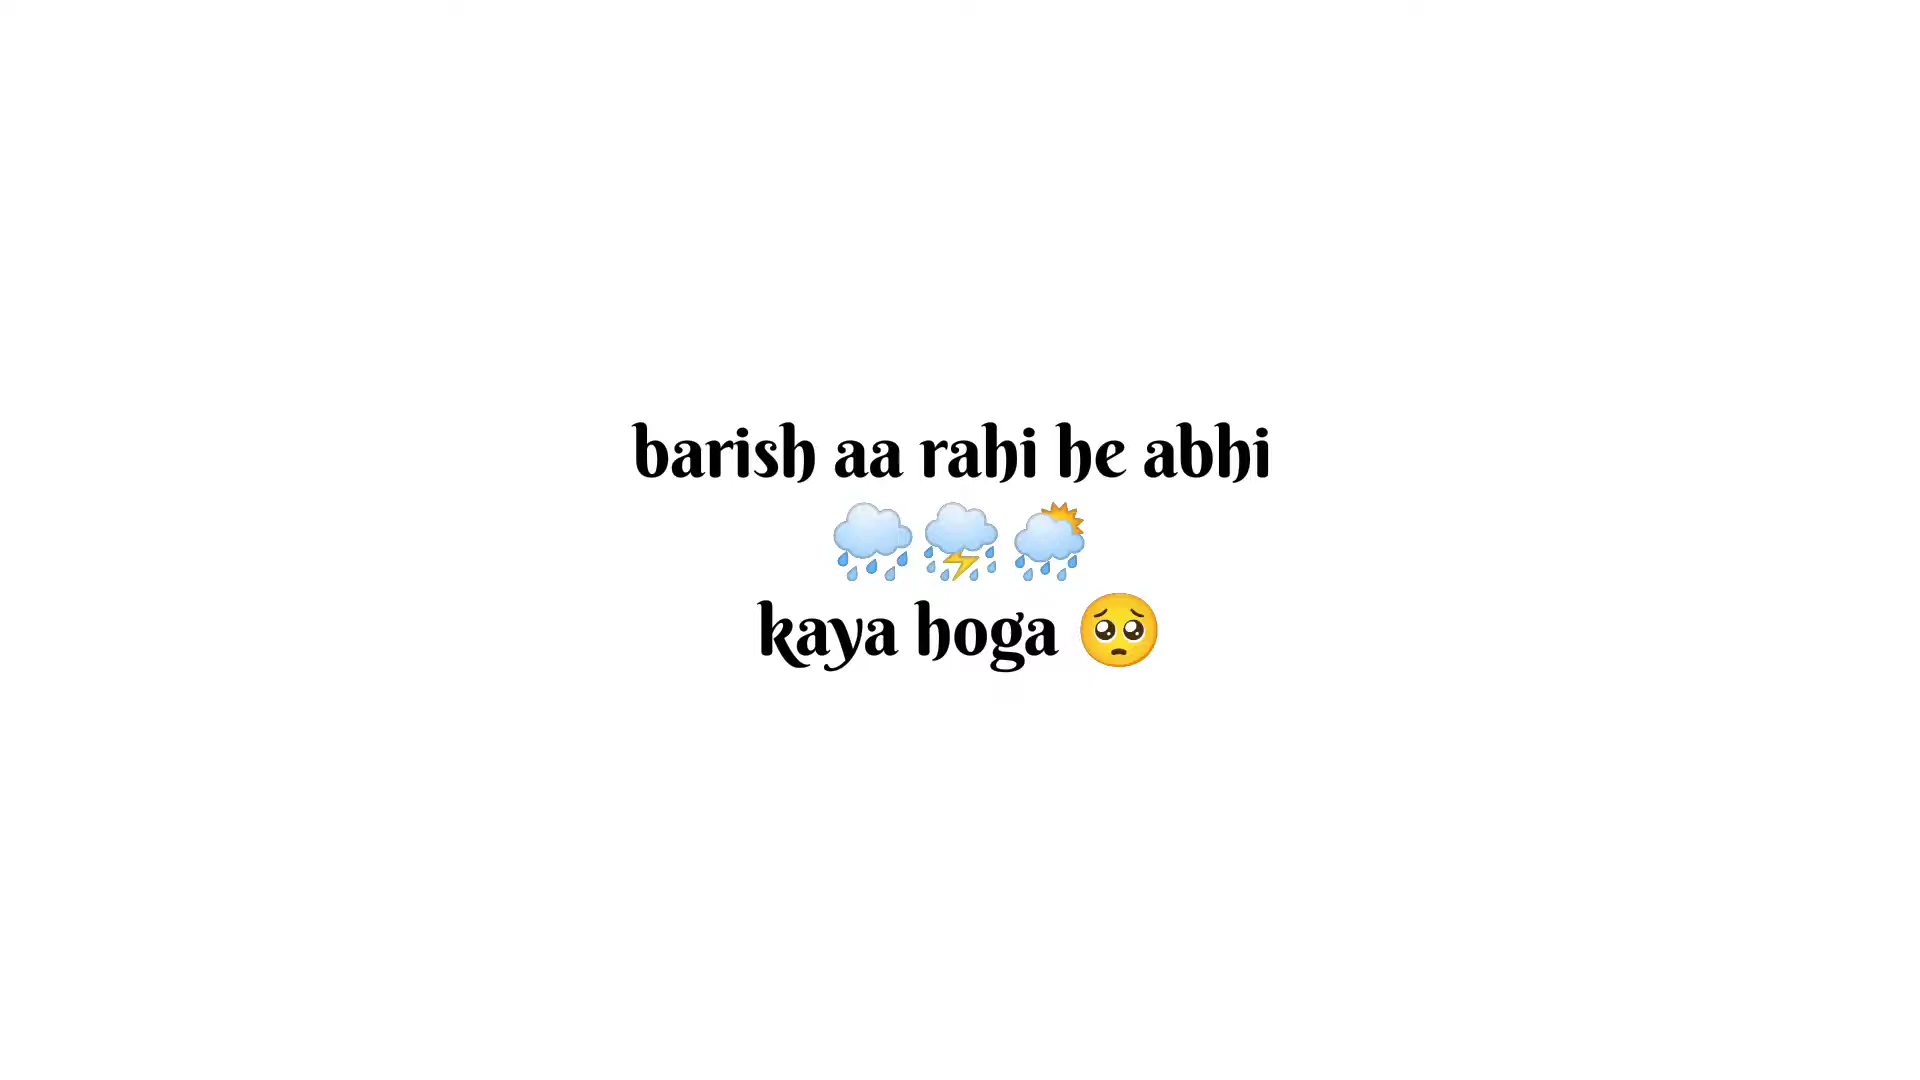 barish aa rahi he abhi
🌧️⛈️🌦️
kaya hoga 🥺